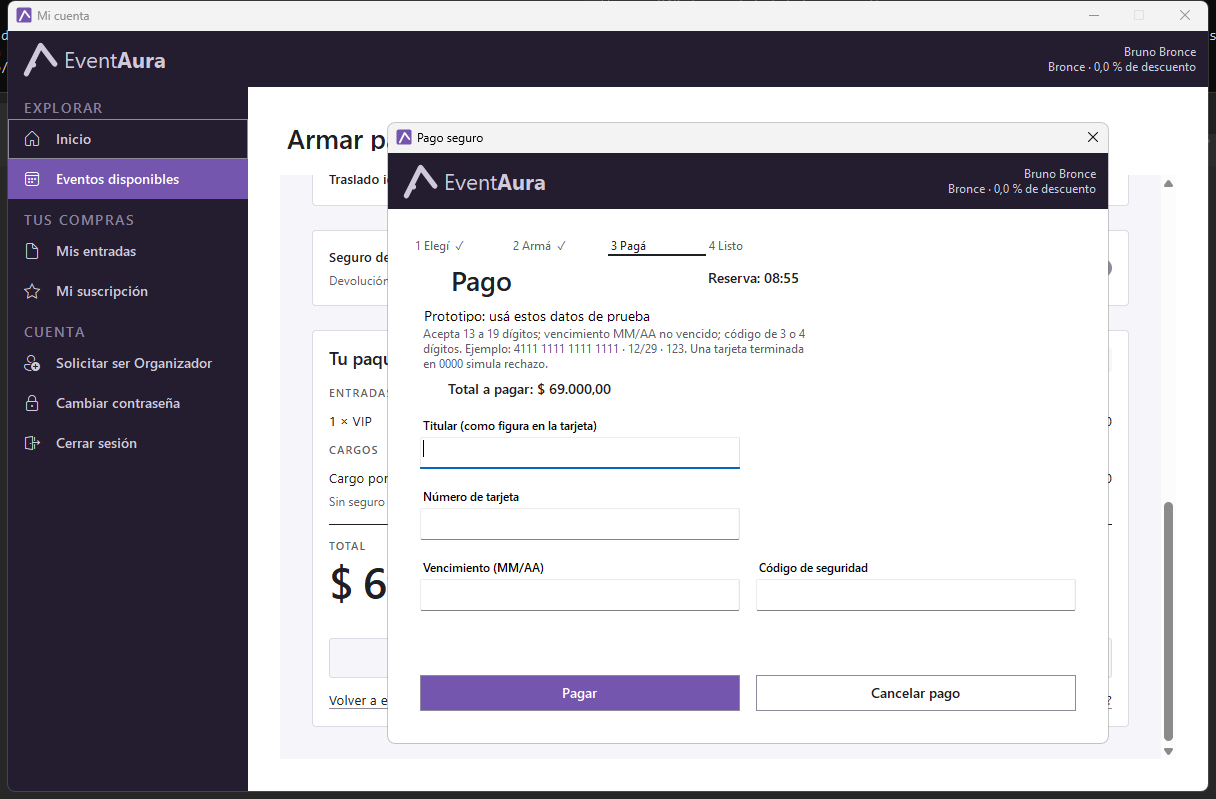 Mi cuenta
EventAura
Bruno Bronce
Bronce · 0,0 % de descuento
EXPLORAR
Inicio
Eventos disponibles
TUS COMPRAS
Mis entradas
Mi suscripción
CUENTA
Solicitar ser Organizador
Cambiar contraseña
Cerrar sesión
Armar p
Traslado i
Seguro de
Devolución
Tu paqu
ENTRADAS
1 × VIP
CARGOS
Cargo por
Sin seguro
TOTAL
$ 6
Volver a e
Pago seguro
EventAura
Bruno Bronce
Bronce · 0,0 % de descuento
1 Elegí ✓
2 Armá ✓
3 Pagá
4 Listo
Pago
Reserva: 08:55
Prototipo: usá estos datos de prueba
Acepta 13 a 19 dígitos; vencimiento MM/AA no vencido; código de 3 o 4
dígitos. Ejemplo: 4111 1111 1111 1111 · 12/29 · 123. Una tarjeta terminada
en 0000 simula rechazo.
Total a pagar: $ 69.000,00
Titular (como figura en la tarjeta)
Número de tarjeta
Vencimiento (MM/AA)
Código de seguridad
Pagar
Cancelar pago